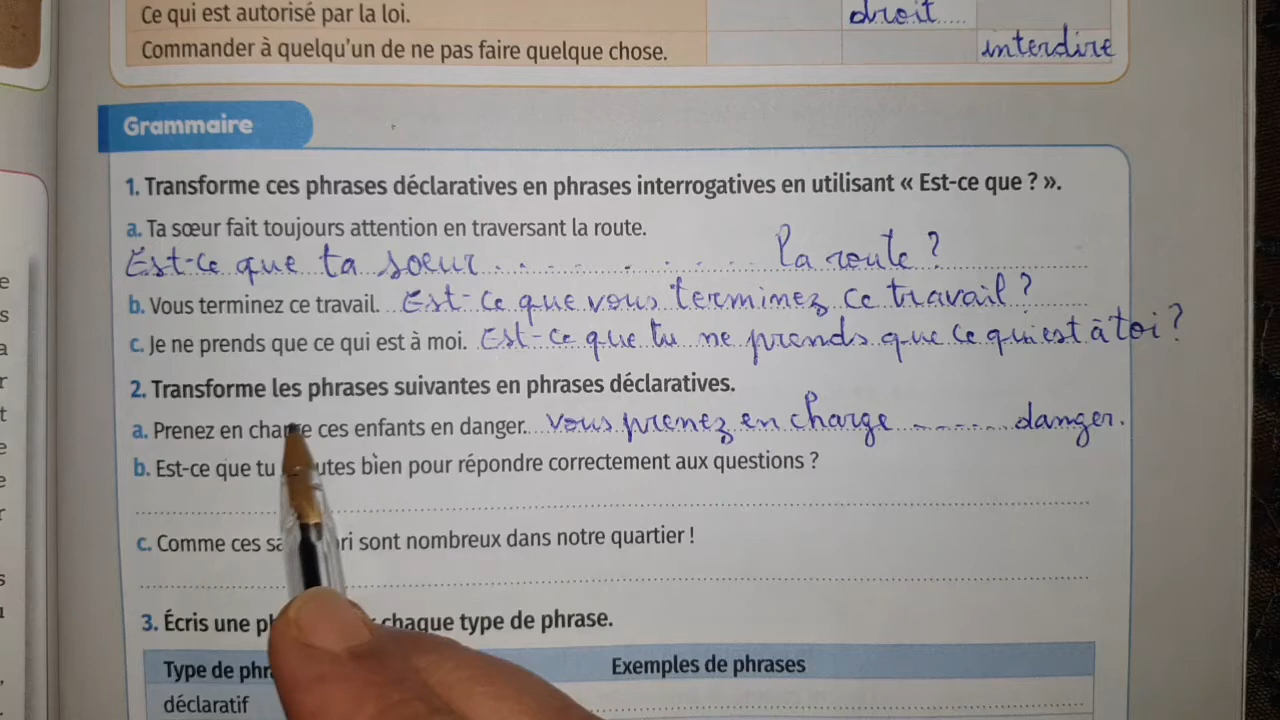 Ce qui est autorisé par la loi. droit.....
Commander à quelqu'un de ne pas faire quelque chose. interdire
Grammaire
1. Transforme ces phrases déclaratives en phrases interrogatives en utilisant « Est-ce que ? ».
a. Ta sœur fait toujours attention en traversant la route.
Est-ce que ta sœur . . . . . . . . . la route ?
b. Vous terminez ce travail. Est-ce que vous terminez ce travail ?
c. Je ne prends que ce qui est à moi. Est-ce que tu ne prends que ce qui est à toi ?
2. Transforme les phrases suivantes en phrases déclaratives.
a. Prenez en charge ces enfants en danger. Vous prenez en charge ....... danger.
b. Est-ce que tu bien pour répondre correctement aux questions ?
c. Comme ces sont nombreux dans notre quartier !
3. Écris une chaque type de phrase.
Type de Exemples de phrases
déclaratif